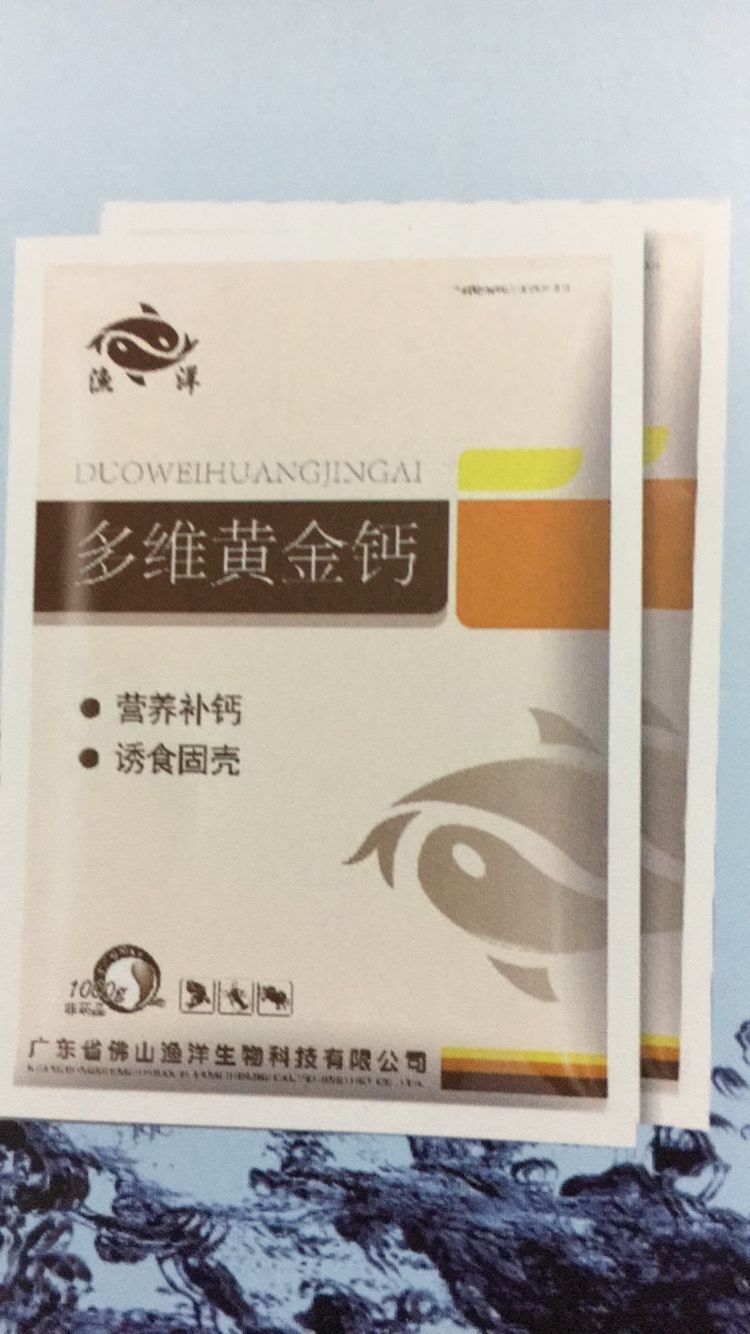 渔洋
DUOWEIHUANGJINGAI
多维黄金钙
营养补钙
诱食固壳
1000g
非药品
广东省佛山渔洋生物科技有限公司